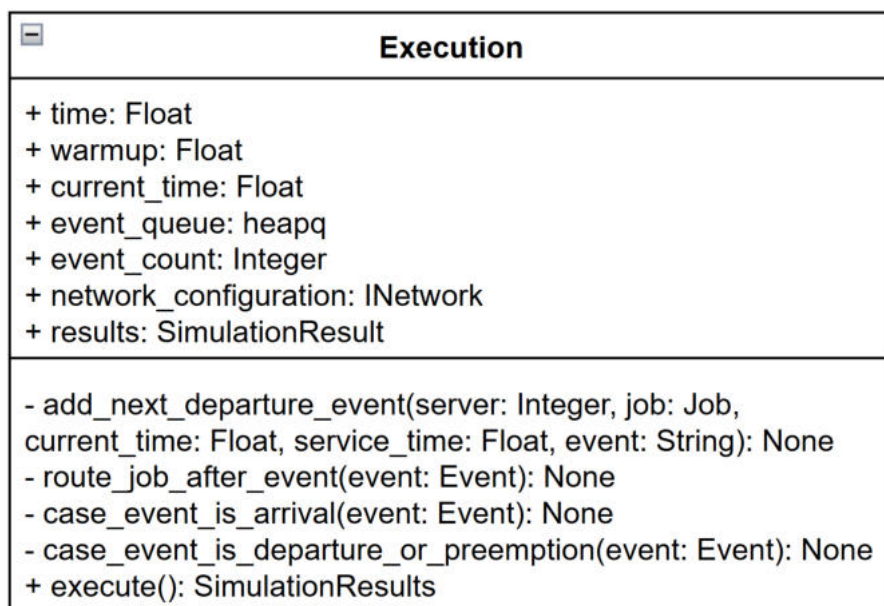 Execution
+ time: Float
+ warmup: Float
+ current_time: Float
+ event_queue: heapq
+ event_count: Integer
+ network_configuration: INetwork
+ results: SimulationResult
- add_next_departure_event(server: Integer, job: Job,
current_time: Float, service_time: Float, event: String): None
- route_job_after_event(event: Event): None
- case_event_is_arrival(event: Event): None
- case_event_is_departure_or_preemption(event: Event): None
+ execute(): SimulationResults